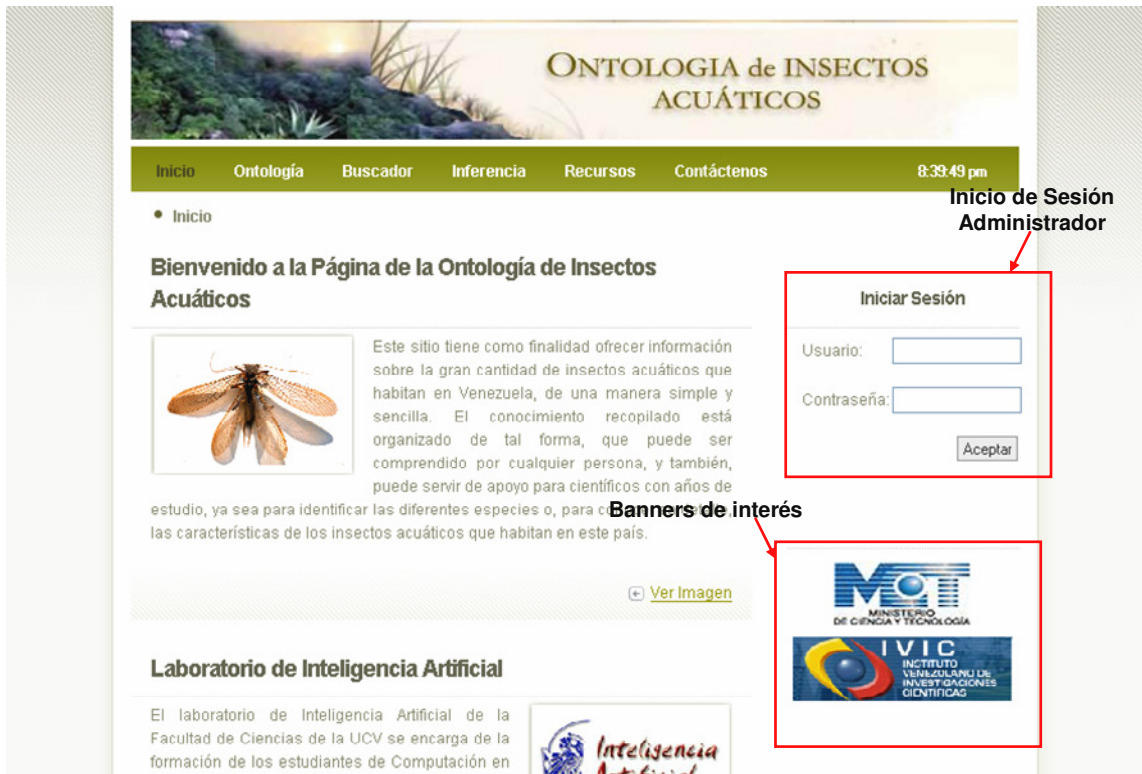 ONTOLOGIA de INSECTOS
ACUÁTICOS
Inicio Ontología Buscador Inferencia Recursos Contáctenos 8:39:49 pm
Inicio de Sesión
Administrador
• Inicio
Bienvenido a la Página de la Ontología de Insectos
Acuáticos
Este sitio tiene como finalidad ofrecer información
sobre la gran cantidad de insectos acuáticos que
habitan en Venezuela, de una manera simple y
sencilla. El conocimiento recopilado está
organizado de tal forma, que puede ser
comprendido por cualquier persona, y también,
puede servir de apoyo para científicos con años de
estudio, ya sea para identificar las diferentes especies o, para
las características de los insectos acuáticos que habitan en este país.
Ver Imagen
Iniciar Sesión
Usuario:
Contraseña:
Aceptar
Banners de interés
MCT
MINISTERIO
DE CIENCIA Y TECNOLOGÍA
IVIC
INSTITUTO
VENEZOLANO DE
INVESTIGACIONES
CIENTIFICAS
Laboratorio de Inteligencia Artificial
El laboratorio de Inteligencia Artificial de la
Facultad de Ciencias de la UCV se encarga de la
formación de los estudiantes de Computación en
Inteligencia
Artificial